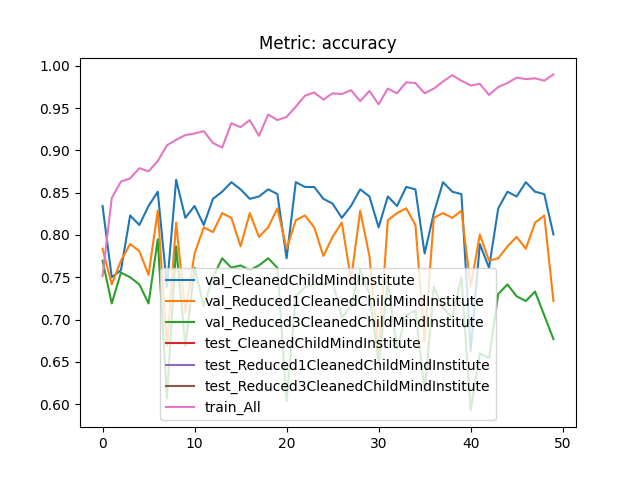 Metric: accuracy
1.00
0.95
0.90
0.85
0.80
0.75
0.70
0.65
0.60
val_CleanedChildMindInstitute
val_Reduced1CleanedChildMindInstitute
val_Reduced3CleanedChildMindInstitute
test_CleanedChildMindInstitute
test_Reduced1CleanedChildMindInstitute
test_Reduced3CleanedChildMindInstitute
train_All
0 10 20 30 40 50